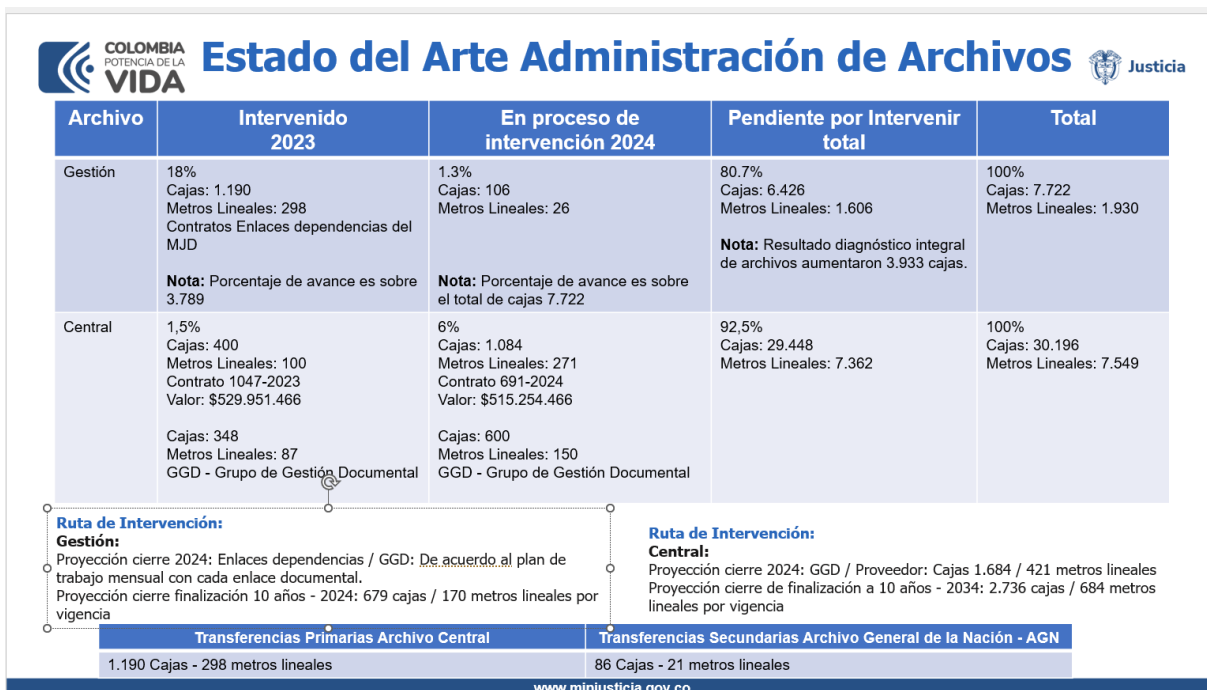 COLOMBIA
POTENCIA DE LA
VIDA
Estado del Arte Administración de Archivos
Justicia
Archivo
Intervenido
2023
En proceso de
intervención 2024
Pendiente por Intervenir
total
Total
Gestión
18%
Cajas: 1.190
Metros Lineales: 298
Contratos Enlaces dependencias del
MJD
Nota: Porcentaje de avance es sobre
3.789
1.3%
Cajas: 106
Metros Lineales: 26
Nota: Porcentaje de avance es sobre
el total de cajas 7.722
80.7%
Cajas: 6.426
Metros Lineales: 1.606
Nota: Resultado diagnóstico integral
de archivos aumentaron 3.933 cajas.
100%
Cajas: 7.722
Metros Lineales: 1.930
Central
1,5%
Cajas: 400
Metros Lineales: 100
Contrato 1047-2023
Valor: $529.951.466
Cajas: 348
Metros Lineales: 87
GGD - Grupo de Gestión Documental
6%
Cajas: 1.084
Metros Lineales: 271
Contrato 691-2024
Valor: $515.254.466
Cajas: 600
Metros Lineales: 150
GGD - Grupo de Gestión Documental
92,5%
Cajas: 29.448
Metros Lineales: 7.362
100%
Cajas: 30.196
Metros Lineales: 7.549
Ruta de Intervención:
Gestión:
Proyección cierre 2024: Enlaces dependencias / GGD: De acuerdo al plan de
trabajo mensual con cada enlace documental.
Proyección cierre finalización 10 años - 2024: 679 cajas / 170 metros lineales por
vigencia
Ruta de Intervención:
Central:
Proyección cierre 2024: GGD / Proveedor: Cajas 1.684 / 421 metros lineales
Proyección cierre de finalización a 10 años - 2034: 2.736 cajas / 684 metros
lineales por vigencia
Transferencias Primarias Archivo Central
Transferencias Secundarias Archivo General de la Nación - AGN
1.190 Cajas - 298 metros lineales
86 Cajas - 21 metros lineales
www.minjusticia.gov.co